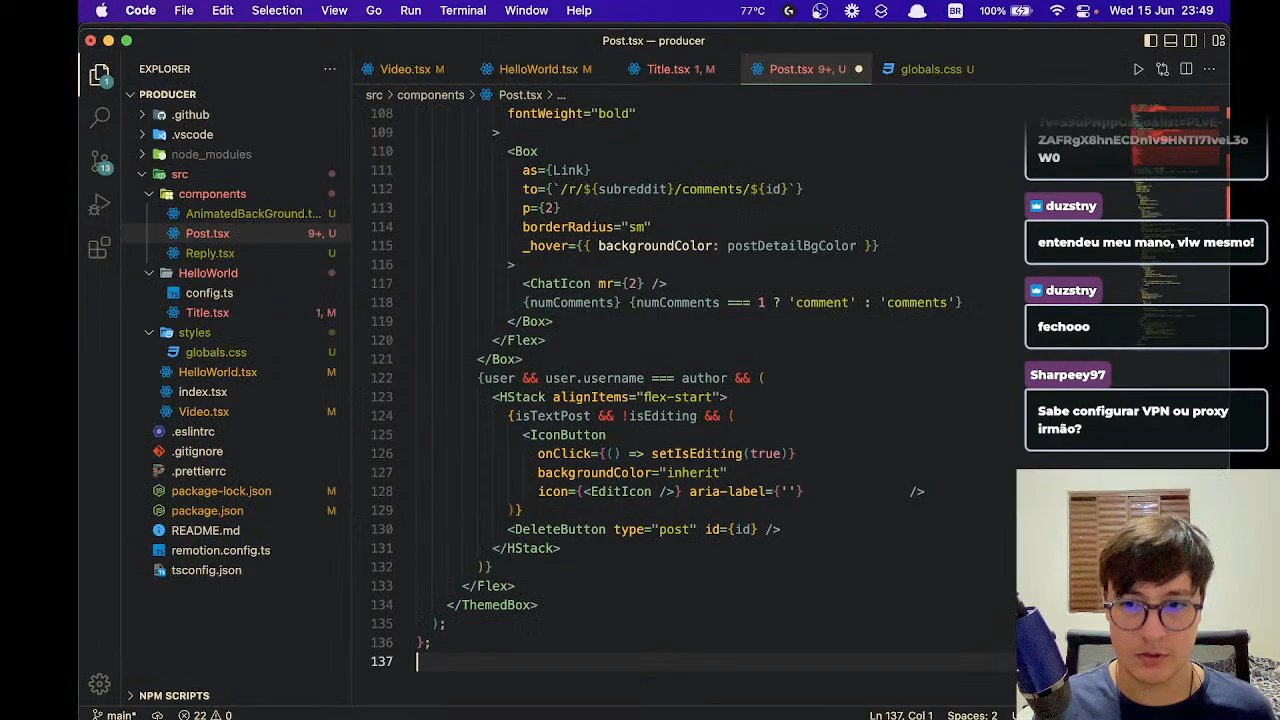 Code File Edit Selection View Go Run Terminal Window Help 77°C BR 100% Wed 15 Jun 23:49
Post.tsx — producer
EXPLORER
Video.tsx M
HelloWorld.tsx M
Title.tsx 1, M
Post.tsx 9+, U
globals.css U
src > components > Post.tsx > ...
PRODUCER
.github
.vscode
node_modules
src
components
AnimatedBackGround.t... U
Post.tsx 9+, U
Reply.tsx U
HelloWorld
config.ts
Title.tsx 1, M
styles
globals.css U
HelloWorld.tsx M
index.tsx
Video.tsx M
.eslintrc
.gitignore
.prettierrc
package-lock.json M
package.json M
README.md
remotion.config.ts
tsconfig.json
NPM SCRIPTS
1
13
108 fontWeight="bold"
109 >
110 <Box
111 as={Link}
112 to={`/r/${subreddit}/comments/${id}`}
113 p={2}
114 borderRadius="sm"
115 _hover={{ backgroundColor: postDetailBgColor }}
116 >
117 <ChatIcon mr={2} />
118 {numComments} {numComments === 1 ? 'comment' : 'comments'}
119 </Box>
120 </Flex>
121 </Box>
122 {user && user.username === author && (
123 <HStack alignItems="flex-start">
124 {isTextPost && !isEditing && (
125 <IconButton
126 onClick={() => setIsEditing(true)}
127 backgroundColor="inherit"
128 icon={<EditIcon />} aria-label={''} />
129 )}
130 <DeleteButton type="post" id={id} />
131 </HStack>
132 )}
133 </Flex>
134 </ThemedBox>
135 );
136 };
137
W0
duzstny
entendeu meu mano, vlw mesmo!
duzstny
feshooo
Sharpeey97
Sabe configurar VPN ou proxy
irmão?
main* 22 0 Ln 137, Col 1 Spaces: 2